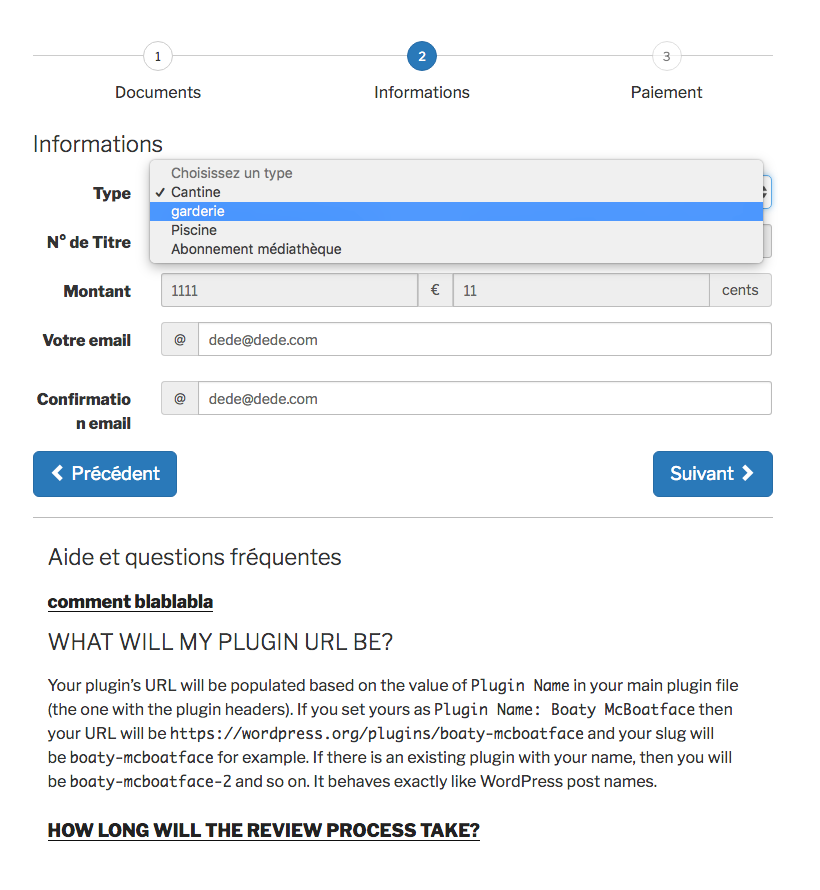 1 2 3
Documents Informations Paiement
Informations
Choisissez un type
Type ✓ Cantine
garderie
Piscine
N° de Titre
Abonnement médiathèque
Montant 1111 € 11 cents
Votre email @ dede@dede.com
Confirmatio @ dede@dede.com
n email
Précédent Suivant
Aide et questions fréquentes
comment blablabla
WHAT WILL MY PLUGIN URL BE?
Your plugin’s URL will be populated based on the value of Plugin Name in your main plugin file
(the one with the plugin headers). If you set yours as Plugin Name: Boaty McBoatface then
your URL will be https://wordpress.org/plugins/boaty-mcboatface and your slug will
be boaty-mcboatface for example. If there is an existing plugin with your name, then you will
be boaty-mcboatface-2 and so on. It behaves exactly like WordPress post names.
HOW LONG WILL THE REVIEW PROCESS TAKE?